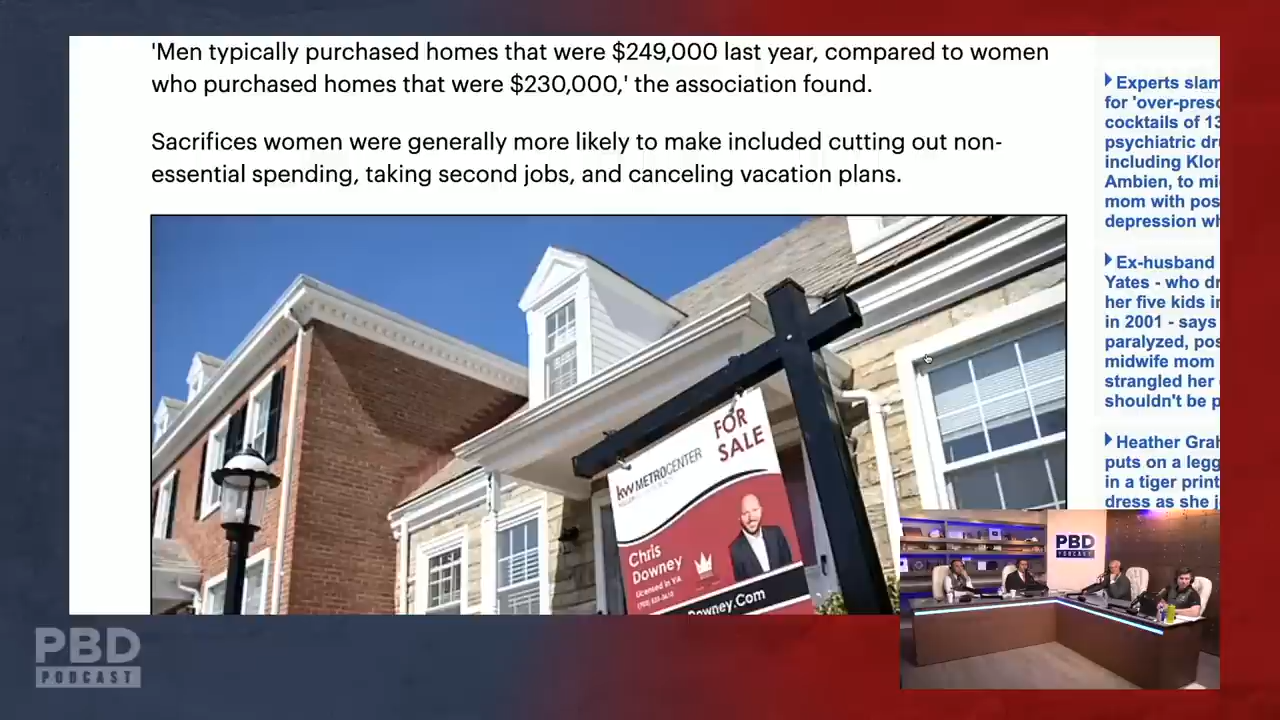 'Men typically purchased homes that were $249,000 last year, compared to women
who purchased homes that were $230,000,' the association found.
Sacrifices women were generally more likely to make included cutting out non-
essential spending, taking second jobs, and canceling vacation plans.
Experts slam
for 'over-presc
cocktails of 13
psychiatric dr
including Klon
Ambien, to mi
mom with pos
depression wh
Ex-husband
Yates - who dr
her five kids in
in 2001 - says
paralyzed, pos
midwife mom
strangled her
shouldn't be p
Heather Grah
puts on a legg
in a tiger print
dress as she j
FOR
SALE
kw METROCENTER
Chris
Downey
Licensed in VA
Downey.Com
PBD
PODCAST
PBD
PODCAST